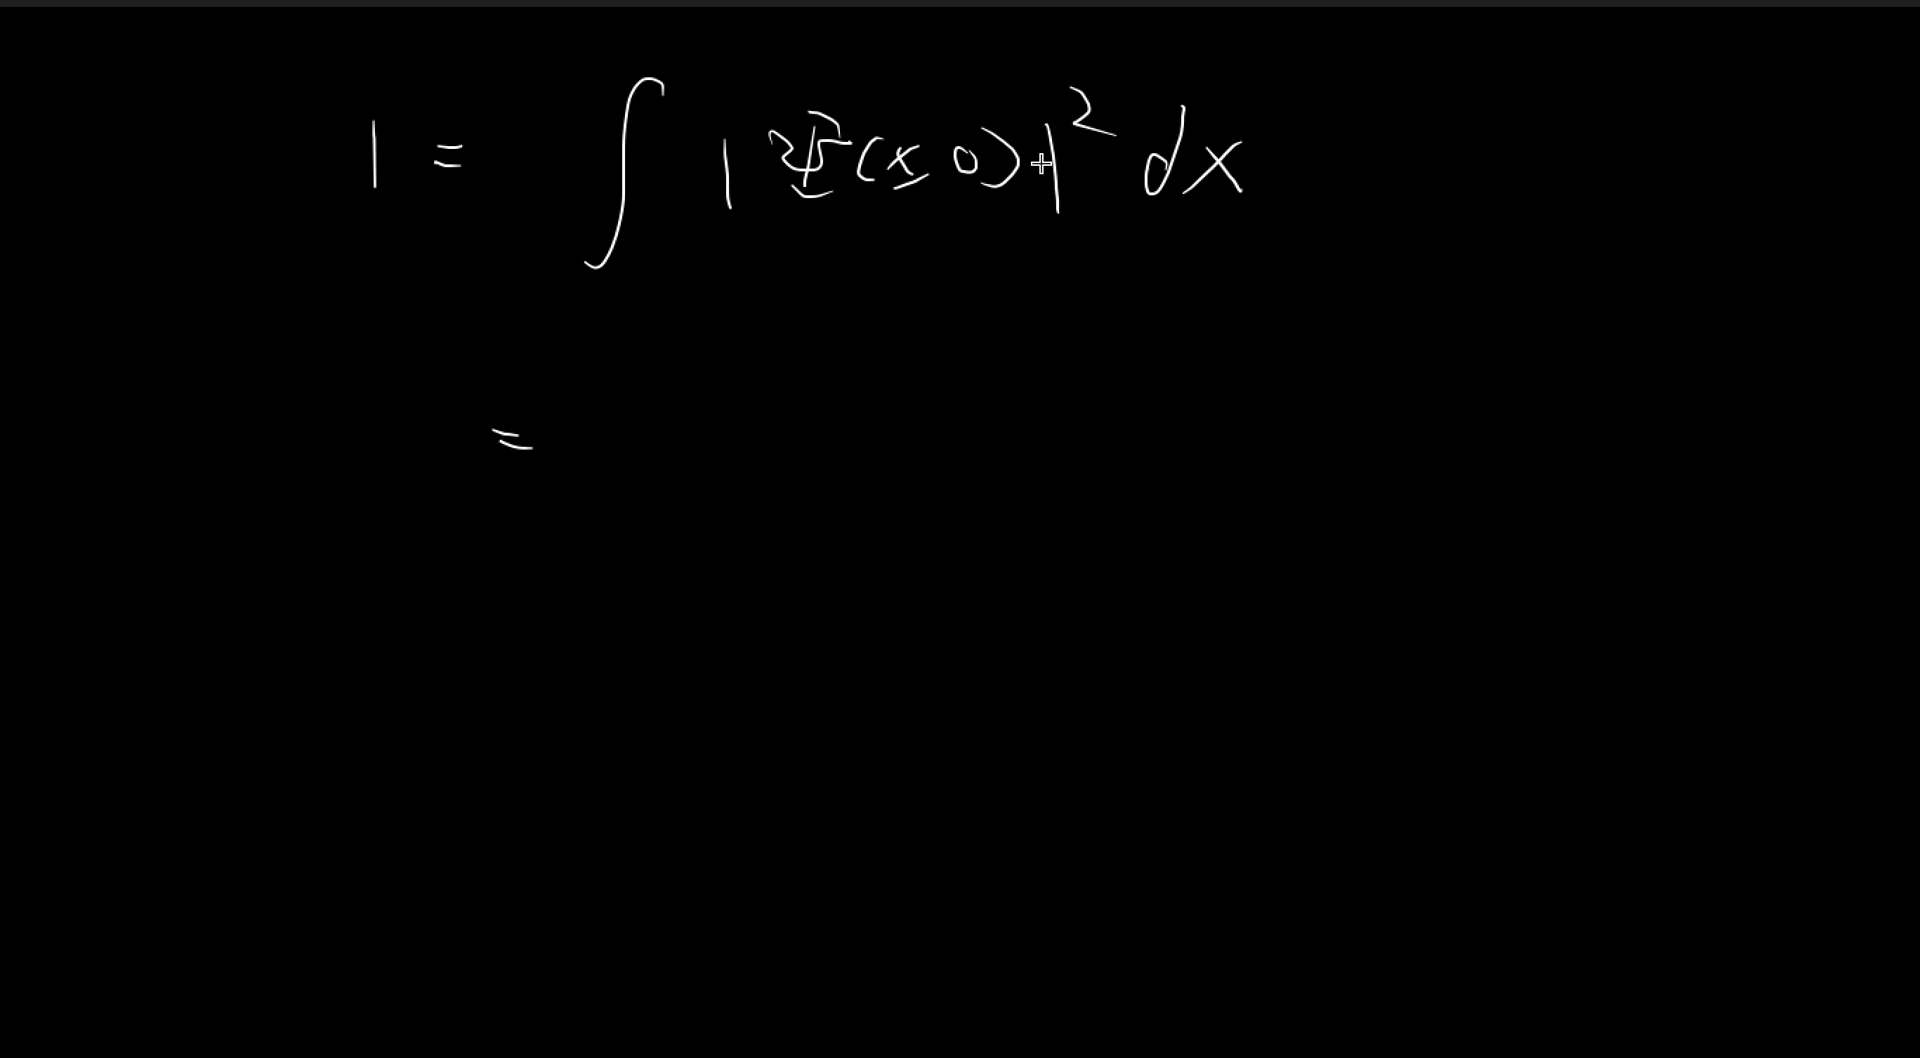 1 = ∫ | Ψ(x 0) |² dx
=